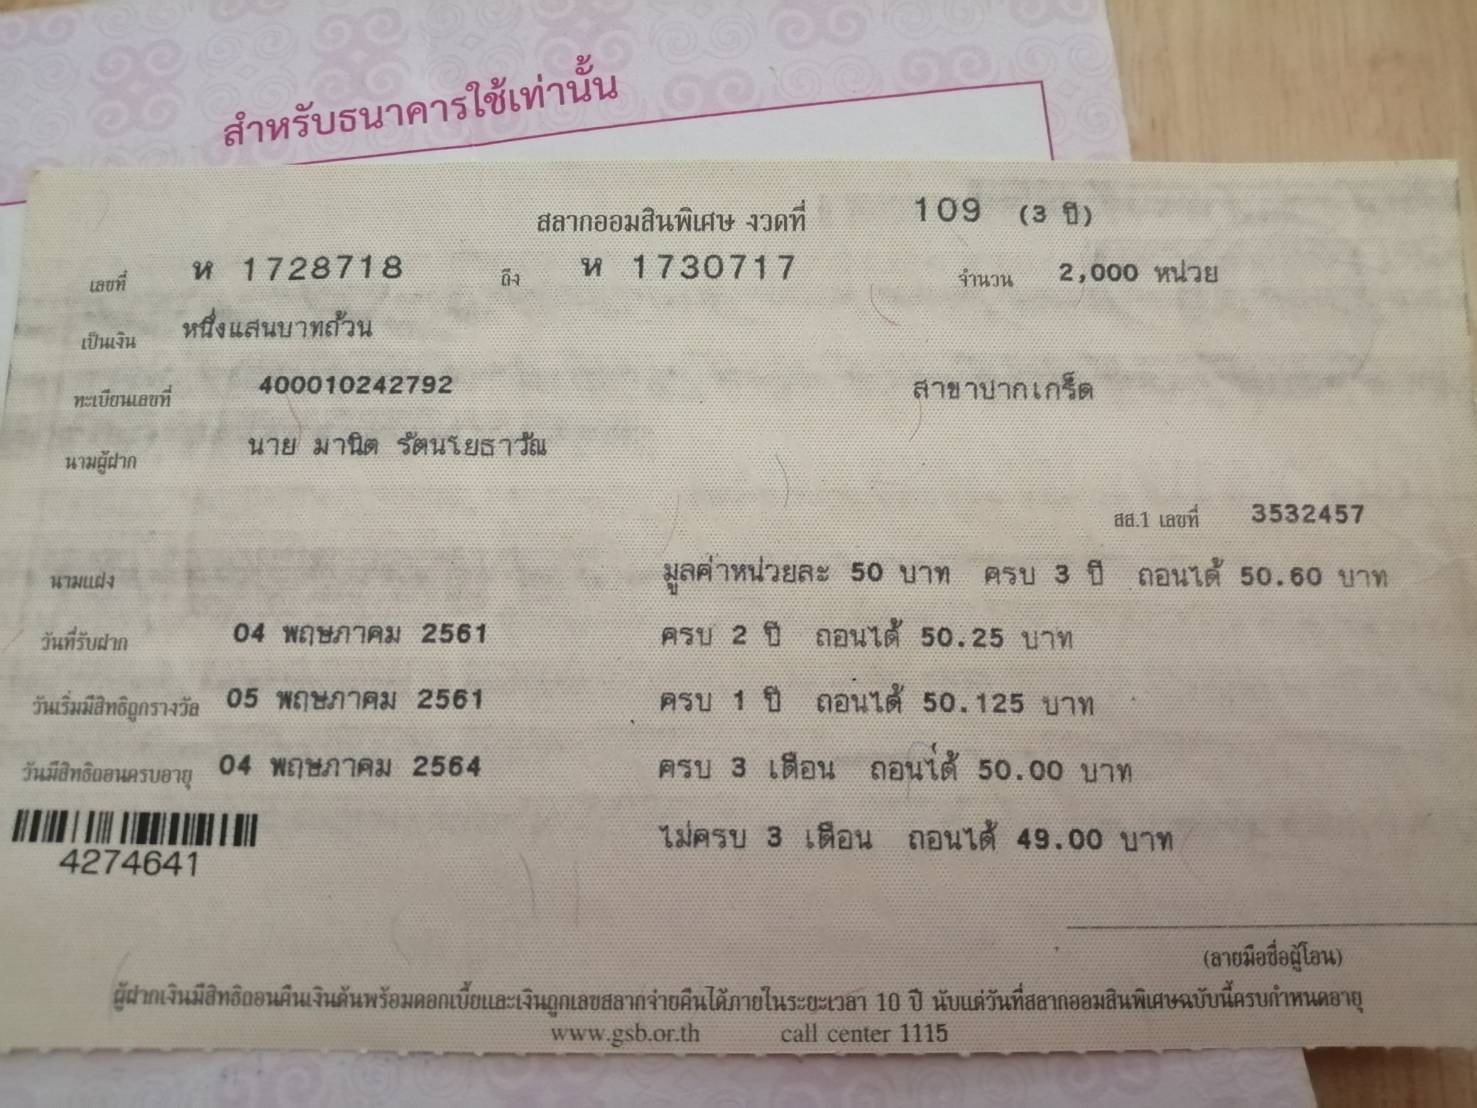 สำหรับธนาคารใช้เท่านั้น
สลากออมสินพิเศษ งวดที่ 109 (3 ปี)
เลขที่ ห 1728718 ถึง ห 1730717 จำนวน 2,000 หน่วย
เป็นเงิน หนึ่งแสนบาทถ้วน
ทะเบียนเลขที่ 400010242792 สาขาปากเกร็ด
นามผู้ฝาก นาย มานิต รัตนโยธาวัณ
สส.1 เลขที่ 3532457
นามแฝง มูลค่าหน่วยละ 50 บาท ครบ 3 ปี ถอนได้ 50.60 บาท
วันที่รับฝาก 04 พฤษภาคม 2561 ครบ 2 ปี ถอนได้ 50.25 บาท
วันเริ่มมีสิทธิถูกรางวัล 05 พฤษภาคม 2561 ครบ 1 ปี ถอนได้ 50.125 บาท
วันมีสิทธิถอนครบอายุ 04 พฤษภาคม 2564 ครบ 3 เดือน ถอนได้ 50.00 บาท
ไม่ครบ 3 เดือน ถอนได้ 49.00 บาท
4274641
(ลายมือชื่อผู้โอน)
ผู้ฝากเงินมีสิทธิถอนคืนเงินต้นพร้อมดอกเบี้ยและเงินถูกเลขสลากจ่ายคืนได้ภายในระยะเวลา 10 ปี นับแต่วันที่สลากออมสินพิเศษฉบับนี้ครบกำหนดอายุ
www.gsb.or.th call center 1115